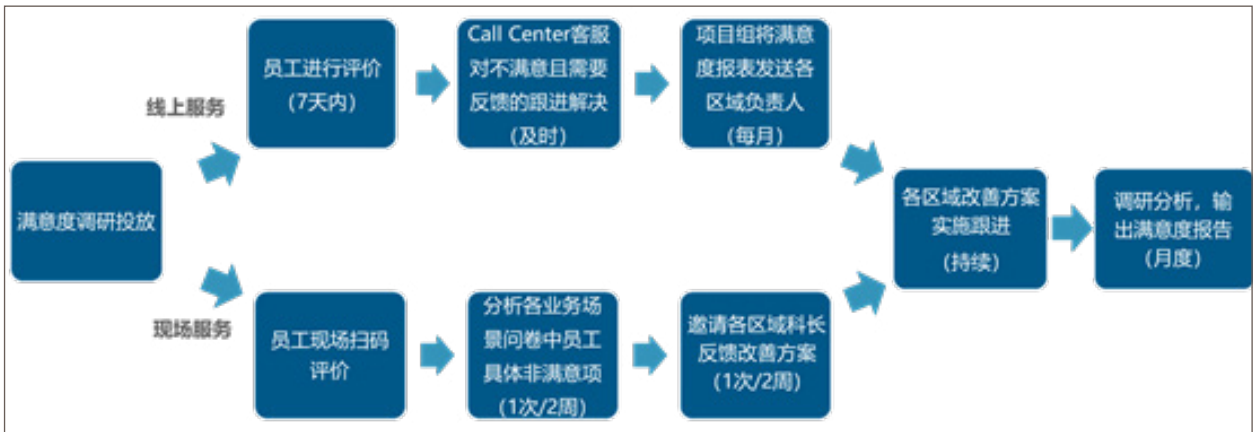 满意度调研投放
线上服务
员工进行评价
(7天内)
Call Center客服
对不满意且需要
反馈的跟进解决
(及时)
项目组将满意
度报表发送各
区域负责人
(每月)
现场服务
员工现场扫码
评价
分析各业务场
景问卷中员工
具体非满意项
(1次/2周)
邀请各区域科长
反馈改善方案
(1次/2周)
各区域改善方案
实施跟进
(持续)
调研分析，输
出满意度报告
(月度)